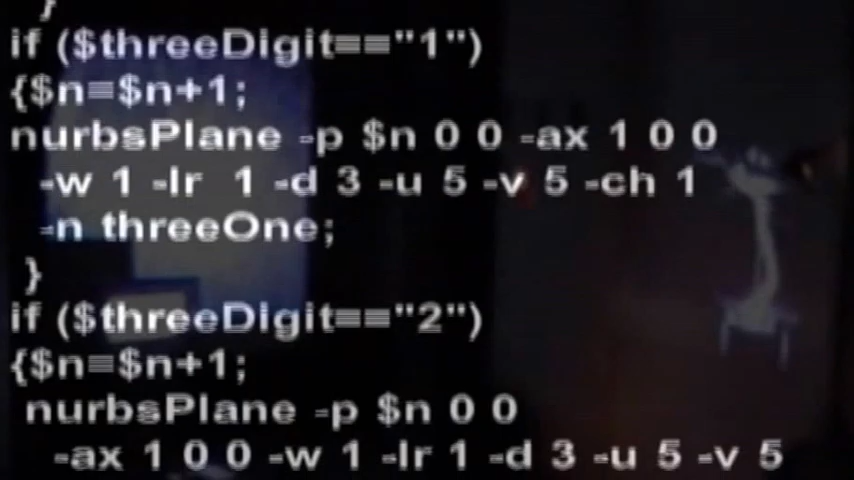 }
if ($threeDigit=="1")
{$n=$n+1;
nurbsPlane -p $n 0 0 -ax 1 0 0
-w 1 -lr 1 -d 3 -u 5 -v 5 -ch 1
-n threeOne;
}
if ($threeDigit=="2")
{$n=$n+1;
nurbsPlane -p $n 0 0
-ax 1 0 0 -w 1 -lr 1 -d 3 -u 5 -v 5